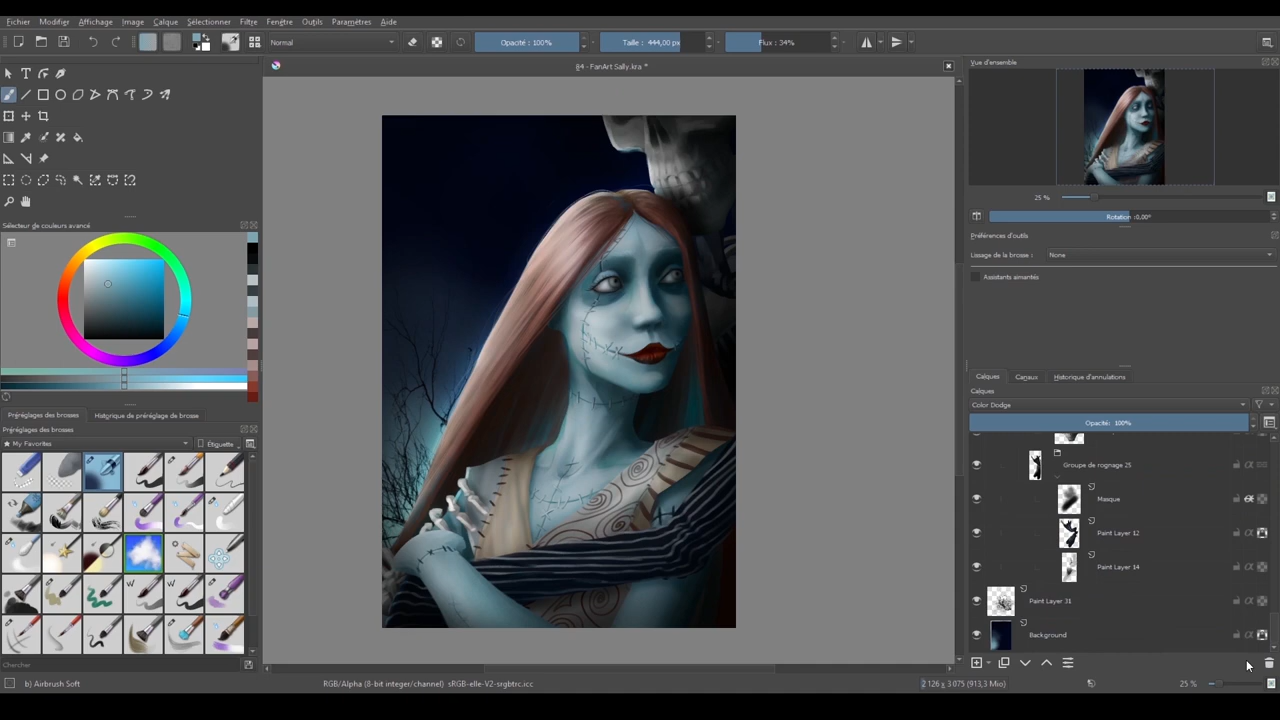 Fichier Modifier Affichage Image Calque Sélectionner Filtre Fenêtre Outils Paramètres Aide
Normal Opacité : 100% Taille : 444,00 px Flux : 34%
84 - FanArt Sally.kra *
Vue d'ensemble
25 %
Rotation :0,00°
Préférences d'outils
Lissage de la brosse : None
Assistants aimantés
Sélecteur de couleurs avancé
Préréglages des brosses Historique de préréglage de brosse
Préréglages des brosses
My Favorites Étiquette
Chercher
Calques Canaux Historique d'annulations
Calques
Color Dodge
Opacité: 100%
Groupe de rognage 25
Masque
Paint Layer 12
Paint Layer 14
Paint Layer 31
Background
b) Airbrush Soft RGB/Alpha (8-bit integer/channel) sRGB-elle-V2-srgbtrc.icc 2 126 x 3 075 (913,3 Mio) 25 %